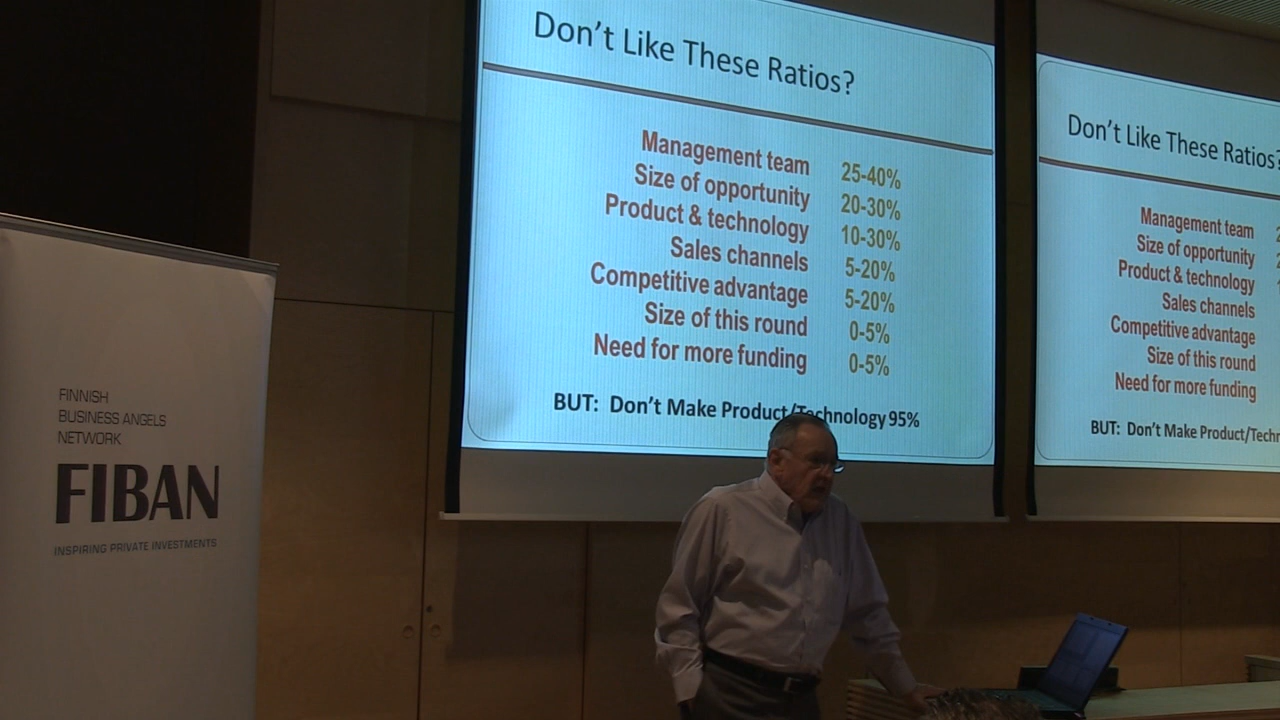 FINNISH
BUSINESS ANGELS
NETWORK
FIBAN
INSPIRING PRIVATE INVESTMENTS
Don't Like These Ratios?
Management team 25-40%
Size of opportunity 20-30%
Product & technology 10-30%
Sales channels 5-20%
Competitive advantage 5-20%
Size of this round 0-5%
Need for more funding 0-5%
BUT: Don't Make Product/Technology 95%
Don't Like These Ratios?
Management team
Size of opportunity
Product & technology
Sales channels
Competitive advantage
Size of this round
Need for more funding
BUT: Don't Make Product/Techn